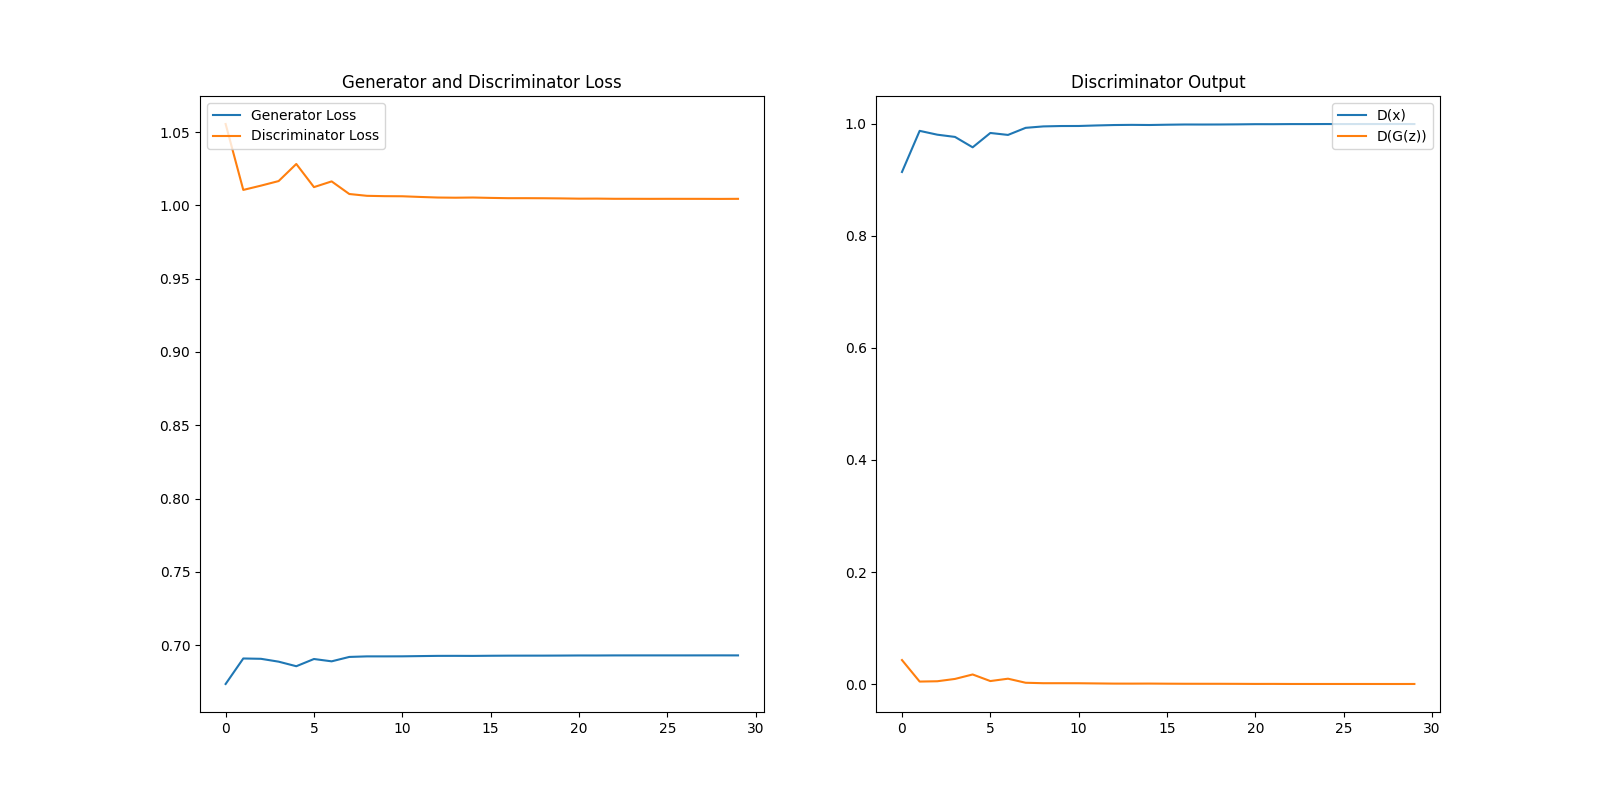 Generator and Discriminator Loss
Generator Loss
Discriminator Loss
1.05
1.00
0.95
0.90
0.85
0.80
0.75
0.70
0 5 10 15 20 25 30
Discriminator Output
D(x)
D(G(z))
1.0
0.8
0.6
0.4
0.2
0.0
0 5 10 15 20 25 30